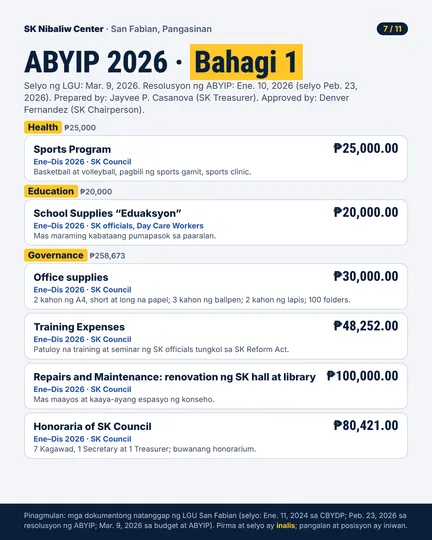 SK Nibaliw Center · San Fabian, Pangasinan
7 / 11
ABYIP 2026 · Bahagi 1
Selyo ng LGU: Mar. 9, 2026. Resolusyon ng ABYIP: Ene. 10, 2026 (selyo Peb. 23,
2026). Prepared by: Jayvee P. Casanova (SK Treasurer). Approved by: Denver
Fernandez (SK Chairperson).
Health ₱25,000
Sports Program ₱25,000.00
Ene–Dis 2026 · SK Council
Basketball at volleyball, pagbili ng sports gamit, sports clinic.
Education ₱20,000
School Supplies “Eduaksyon” ₱20,000.00
Ene–Dis 2026 · SK officials, Day Care Workers
Mas maraming kabataang pumapasok sa paaralan.
Governance ₱258,673
Office supplies ₱30,000.00
Ene–Dis 2026 · SK Council
2 kahon ng A4, short at long na papel; 3 kahon ng ballpen; 2 kahon ng lapis; 100 folders.
Training Expenses ₱48,252.00
Ene–Dis 2026 · SK Council
Patuloy na training at seminar ng SK officials tungkol sa SK Reform Act.
Repairs and Maintenance: renovation ng SK hall at library ₱100,000.00
Ene–Dis 2026 · SK Council
Mas maayos at kaaya-ayang espasyo ng konseho.
Honoraria of SK Council ₱80,421.00
Ene–Dis 2026 · SK Council
7 Kagawad, 1 Secretary at 1 Treasurer; buwanang honorarium.
Pinagmulan: mga dokumentong natanggap ng LGU San Fabian (selyo: Ene. 11, 2024 sa CBYDP; Peb. 23, 2026 sa
resolusyon ng ABYIP; Mar. 9, 2026 sa budget at ABYIP). Pirma at selyo ay inalis; pangalan at posisyon ay iniwan.